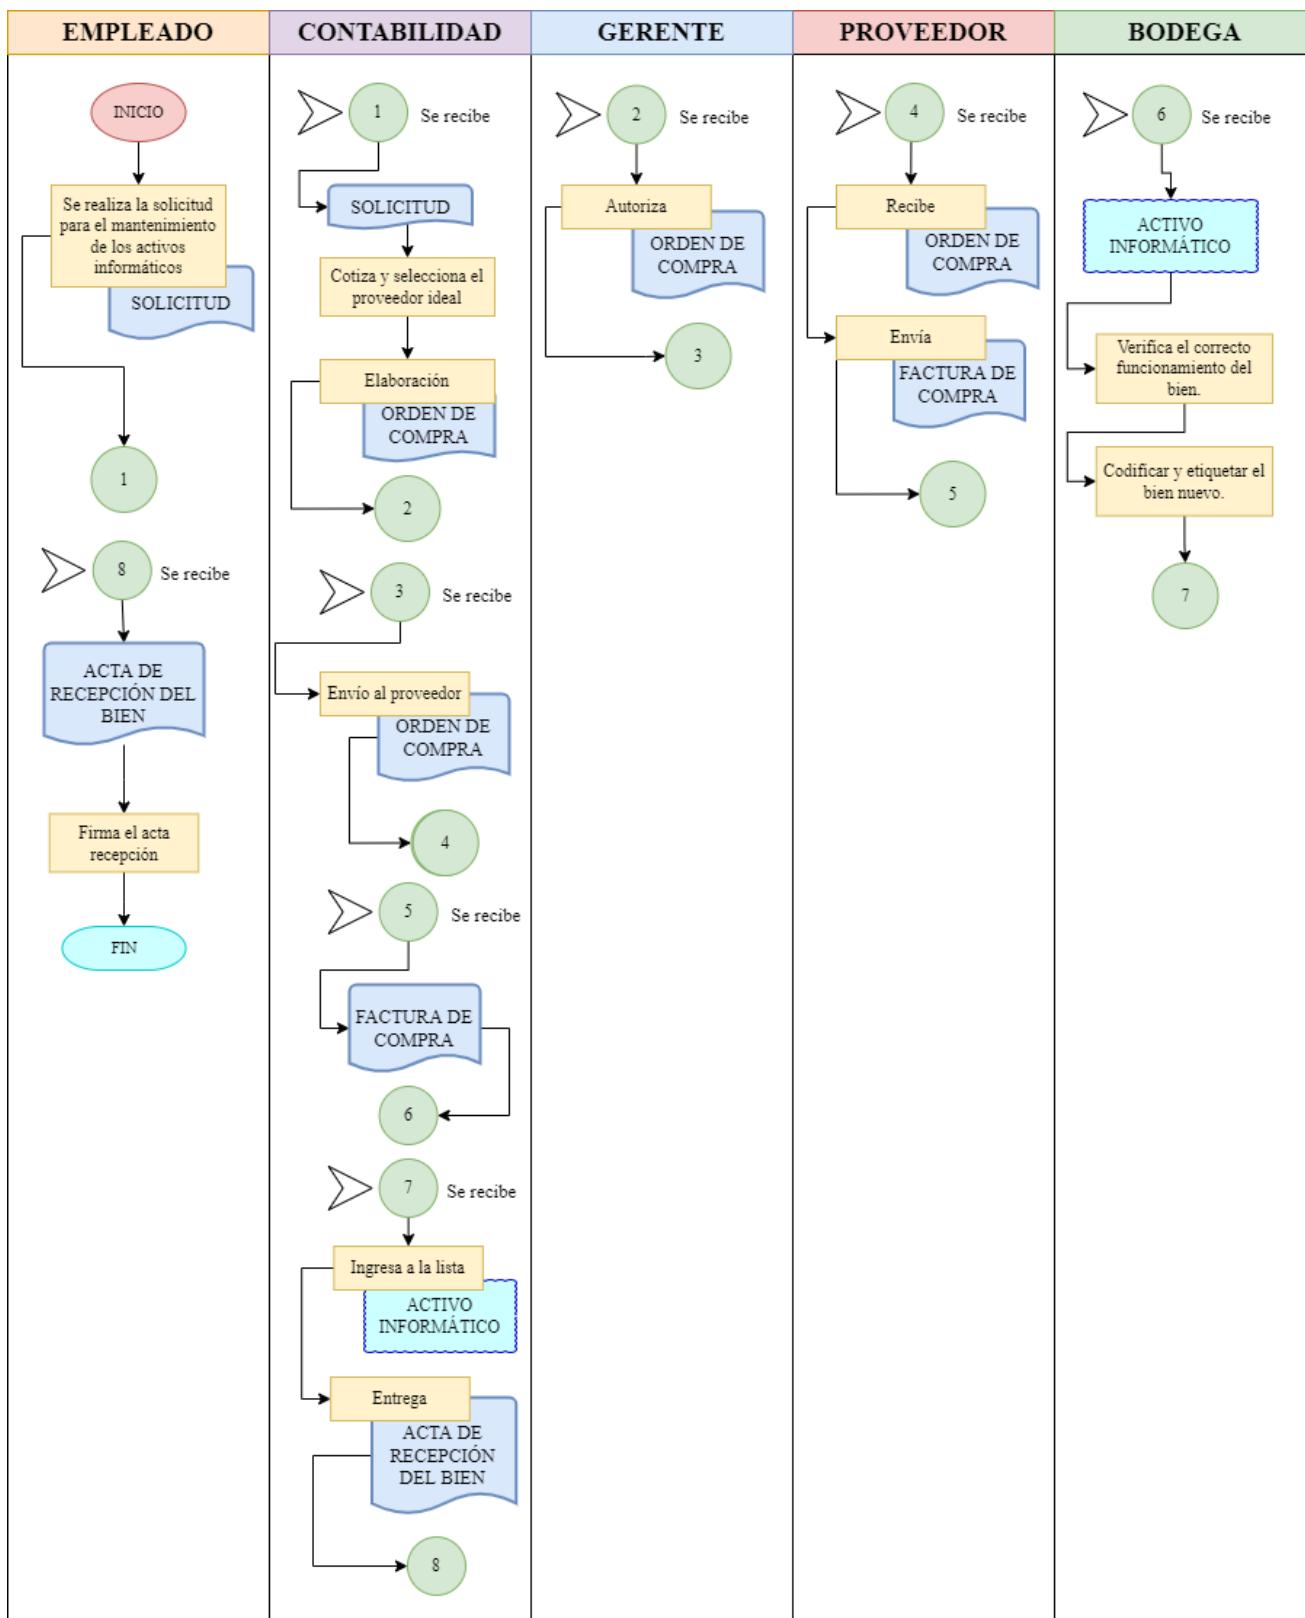 EMPLEADO
CONTABILIDAD
GERENTE
PROVEEDOR
BODEGA
INICIO
Se realiza la solicitud
para el mantenimiento
de los activos
informáticos
SOLICITUD
1
8
Se recibe
ACTA DE
RECEPCIÓN DEL
BIEN
Firma el acta
recepción
FIN
1
Se recibe
SOLICITUD
Cotiza y selecciona el
proveedor ideal
Elaboración
ORDEN DE
COMPRA
2
3
Se recibe
Envío al proveedor
ORDEN DE
COMPRA
4
5
Se recibe
FACTURA DE
COMPRA
6
7
Se recibe
Ingresa a la lista
ACTIVO
INFORMÁTICO
Entrega
ACTA DE
RECEPCIÓN
DEL BIEN
8
2
Se recibe
Autoriza
ORDEN DE
COMPRA
3
4
Se recibe
Recibe
ORDEN DE
COMPRA
Envía
FACTURA DE
COMPRA
5
6
Se recibe
ACTIVO
INFORMÁTICO
Verifica el correcto
funcionamiento del
bien.
Codificar y etiquetar el
bien nuevo.
7